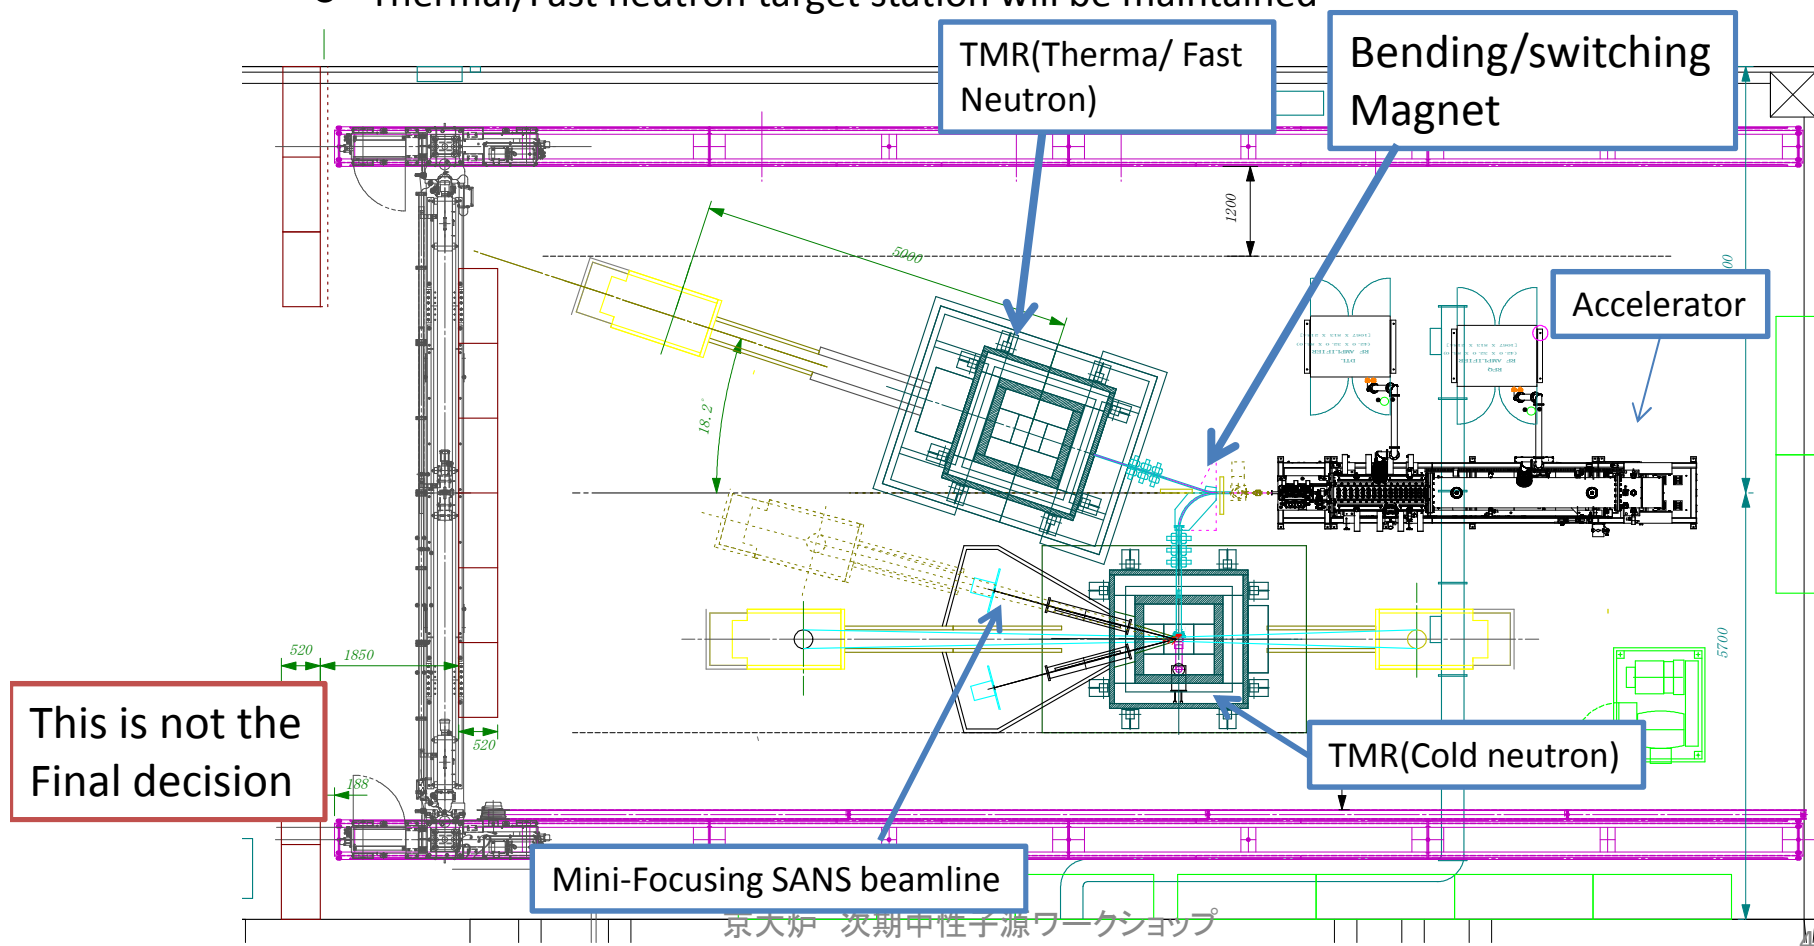 Thermal/Fast neutron target station will be maintained
TMR(Therma/ Fast
Neutron)
Bending/switching
Magnet
1200
5000
Accelerator
18.2°
520
1850
5700
This is not the
Final decision
520
188
TMR(Cold neutron)
Mini-Focusing SANS beamline
京大炉 次期中性子源ワークショップ